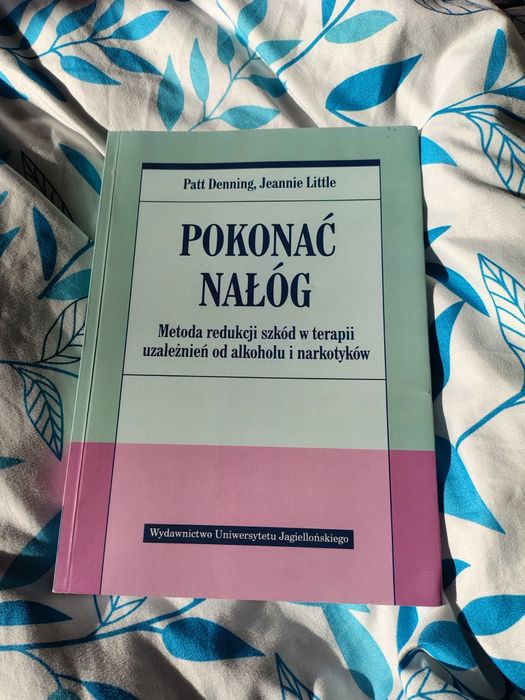 Patt Denning, Jeannie Little
POKONAĆ
NAŁÓG
Metoda redukcji szkód w terapii
uzależnień od alkoholu i narkotyków
Wydawnictwo Uniwersytetu Jagiellońskiego